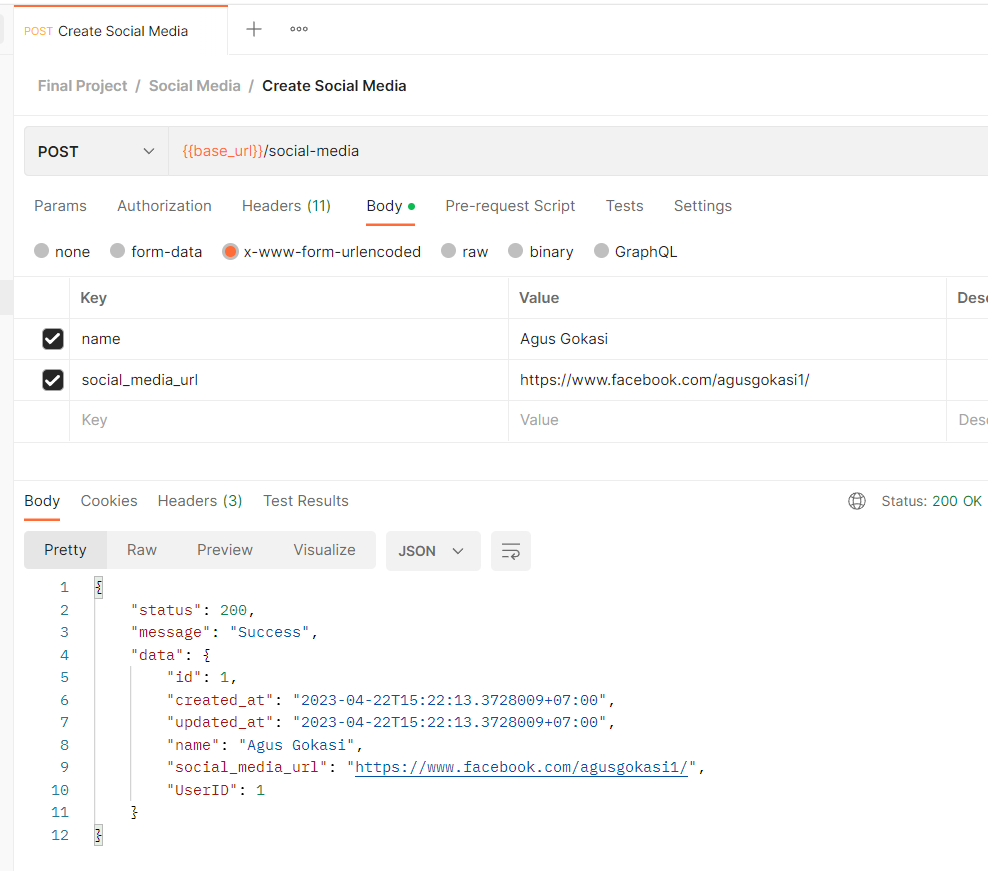 POST Create Social Media
Final Project / Social Media / Create Social Media
POST {{base_url}}/social-media
Params Authorization Headers (11) Body Pre-request Script Tests Settings
none form-data x-www-form-urlencoded raw binary GraphQL
Key Value Desc
name Agus Gokasi
social_media_url https://www.facebook.com/agusgokasi1/
Key Value Desc
Body Cookies Headers (3) Test Results Status: 200 OK
Pretty Raw Preview Visualize JSON
1 {
2 "status": 200,
3 "message": "Success",
4 "data": {
5 "id": 1,
6 "created_at": "2023-04-22T15:22:13.3728009+07:00",
7 "updated_at": "2023-04-22T15:22:13.3728009+07:00",
8 "name": "Agus Gokasi",
9 "social_media_url": "https://www.facebook.com/agusgokasi1/",
10 "UserID": 1
11 }
12 }